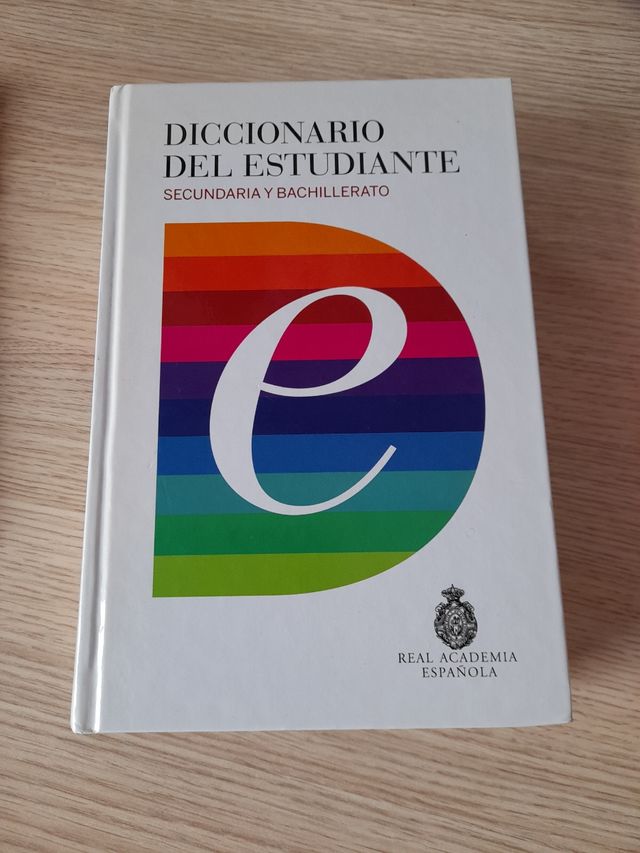 DICCIONARIO
DEL ESTUDIANTE
SECUNDARIA Y BACHILLERATO
e
REAL ACADEMIA
ESPAÑOLA